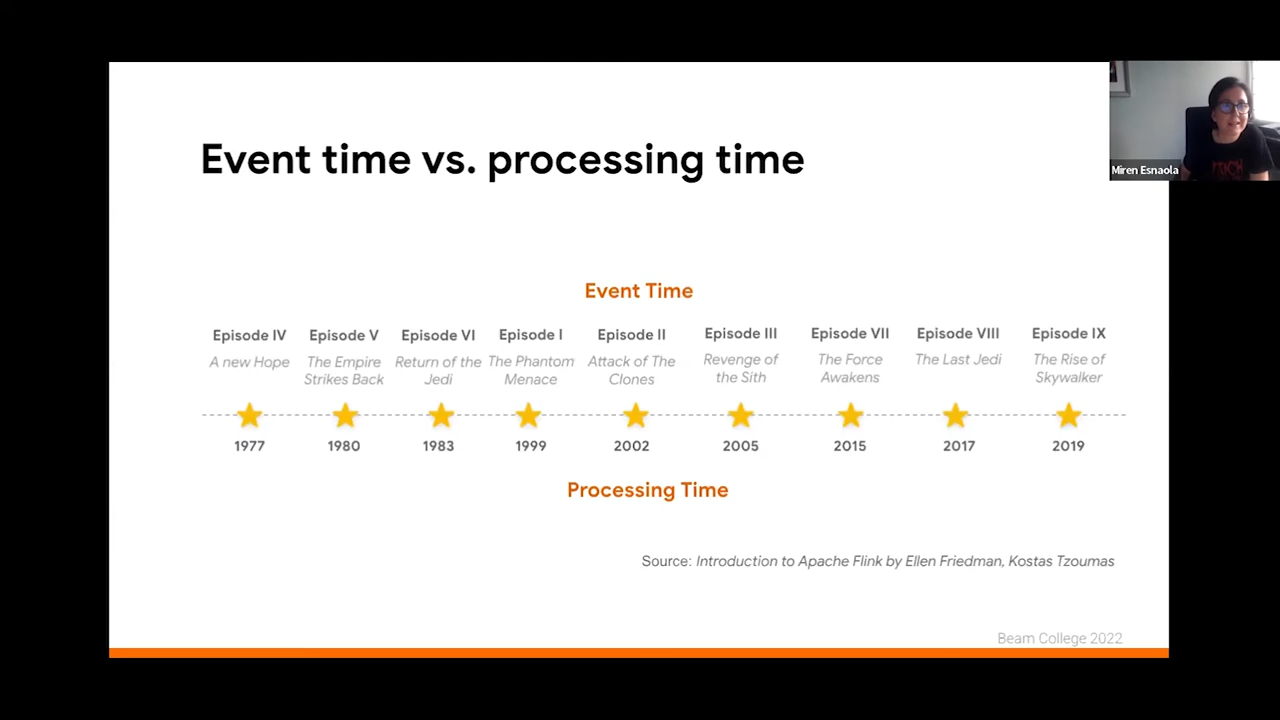 Event time vs. processing time
Miren Esnaola
Event Time
Episode IV Episode V Episode VI Episode I Episode II Episode III Episode VII Episode VIII Episode IX
A new Hope The Empire Return of the The Phantom Attack of The Revenge of The Force The Last Jedi The Rise of
Strikes Back Jedi Menace Clones the Sith Awakens Skywalker
1977 1980 1983 1999 2002 2005 2015 2017 2019
Processing Time
Source: Introduction to Apache Flink by Ellen Friedman, Kostas Tzoumas
Beam College 2022